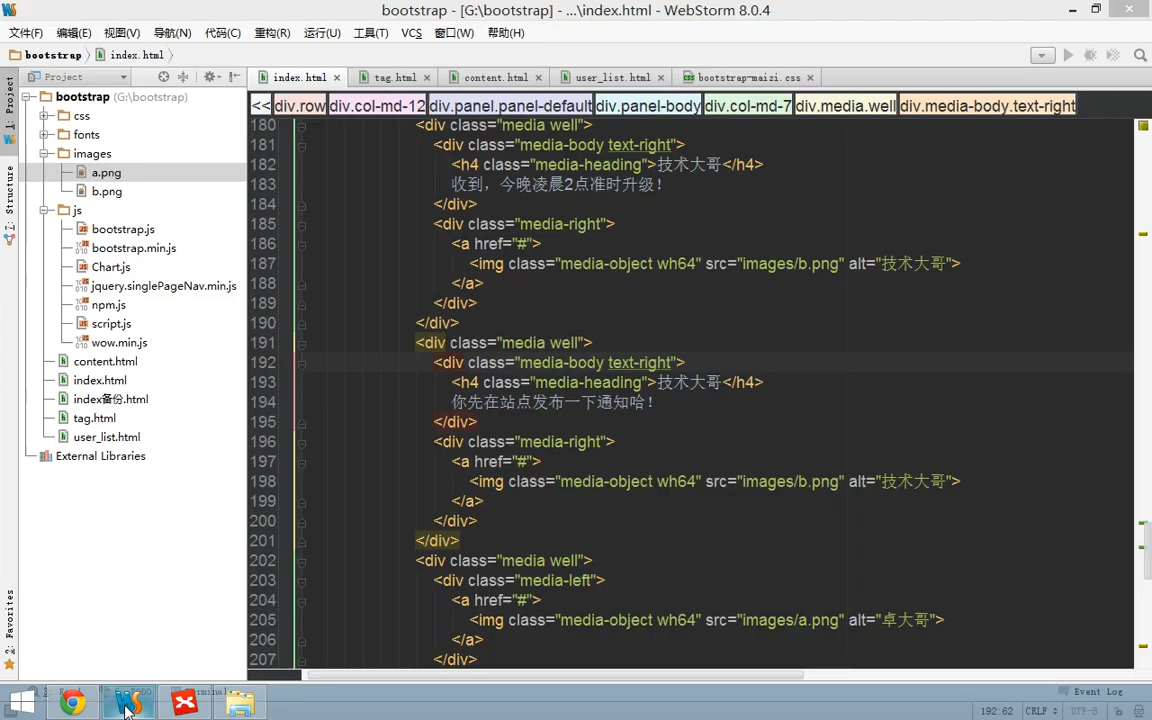 bootstrap - [G:\bootstrap] - ...\index.html - WebStorm 8.0.4
文件(F) 编辑(E) 视图(V) 导航(N) 代码(C) 重构(R) 运行(U) 工具(T) VCS 窗口(W) 帮助(H)
bootstrap index.html
Project index.html tag.html content.html user_list.html bootstrap-maizi.css
<< div.row div.col-md-12 div.panel.panel-default div.panel-body div.col-md-7 div.media.well div.media-body.text-right
1: Project
7: Structure
2: Favorites
bootstrap (G:\bootstrap)
css
fonts
images
a.png
b.png
js
bootstrap.js
bootstrap.min.js
Chart.js
jquery.singlePageNav.min.js
npm.js
script.js
wow.min.js
content.html
index.html
index备份.html
tag.html
user_list.html
External Libraries
180 <div class="media well">
181 <div class="media-body text-right">
182 <h4 class="media-heading">技术大哥</h4>
183 收到，今晚凌晨2点准时升级！
184 </div>
185 <div class="media-right">
186 <a href="#">
187 <img class="media-object wh64" src="images/b.png" alt="技术大哥">
188 </a>
189 </div>
190 </div>
191 <div class="media well">
192 <div class="media-body text-right">
193 <h4 class="media-heading">技术大哥</h4>
194 你先在站点发布一下通知哈！
195 </div>
196 <div class="media-right">
197 <a href="#">
198 <img class="media-object wh64" src="images/b.png" alt="技术大哥">
199 </a>
200 </div>
201 </div>
202 <div class="media well">
203 <div class="media-left">
204 <a href="#">
205 <img class="media-object wh64" src="images/a.png" alt="卓大哥">
206 </a>
207 </div>
Event Log
192:62 CRLF UTF-8